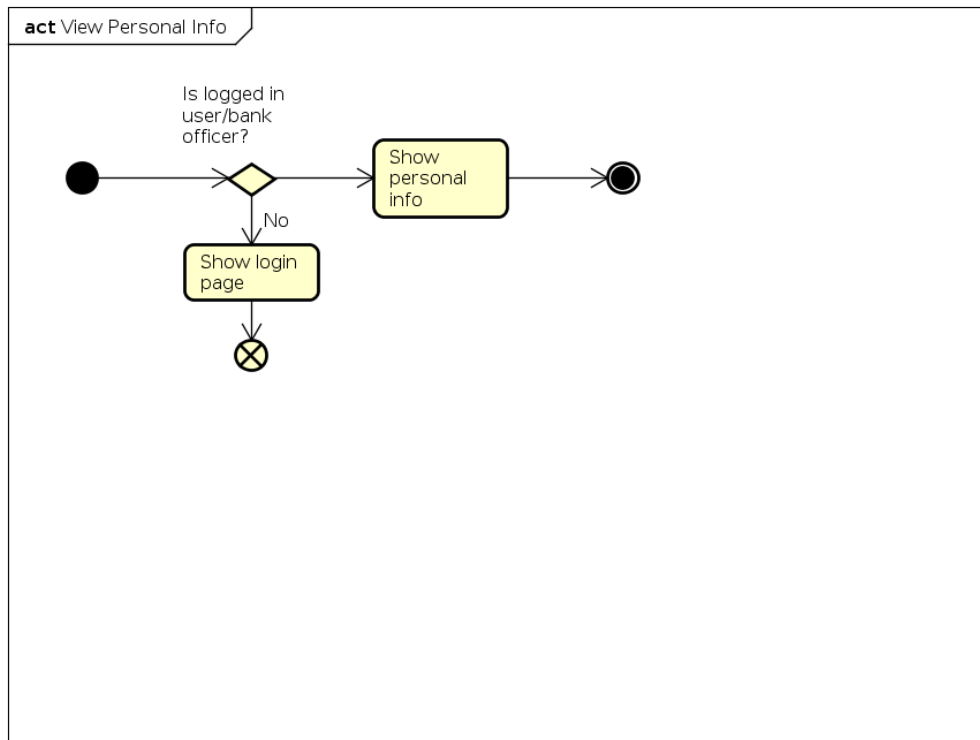 act View Personal Info
Is logged in
user/bank
officer?
Show
personal
info
No
Show login
page